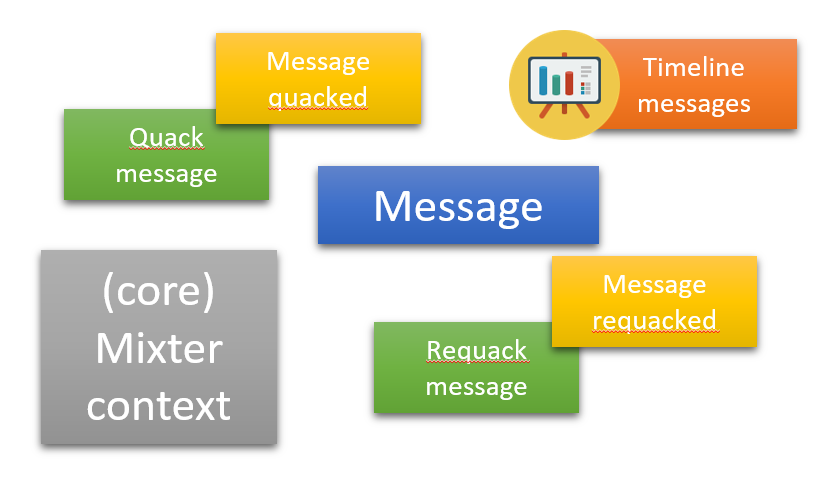 Message
quacked
Timeline
messages
Quack
message
Message
(core)
Mixter
context
Message
requacked
Requack
message